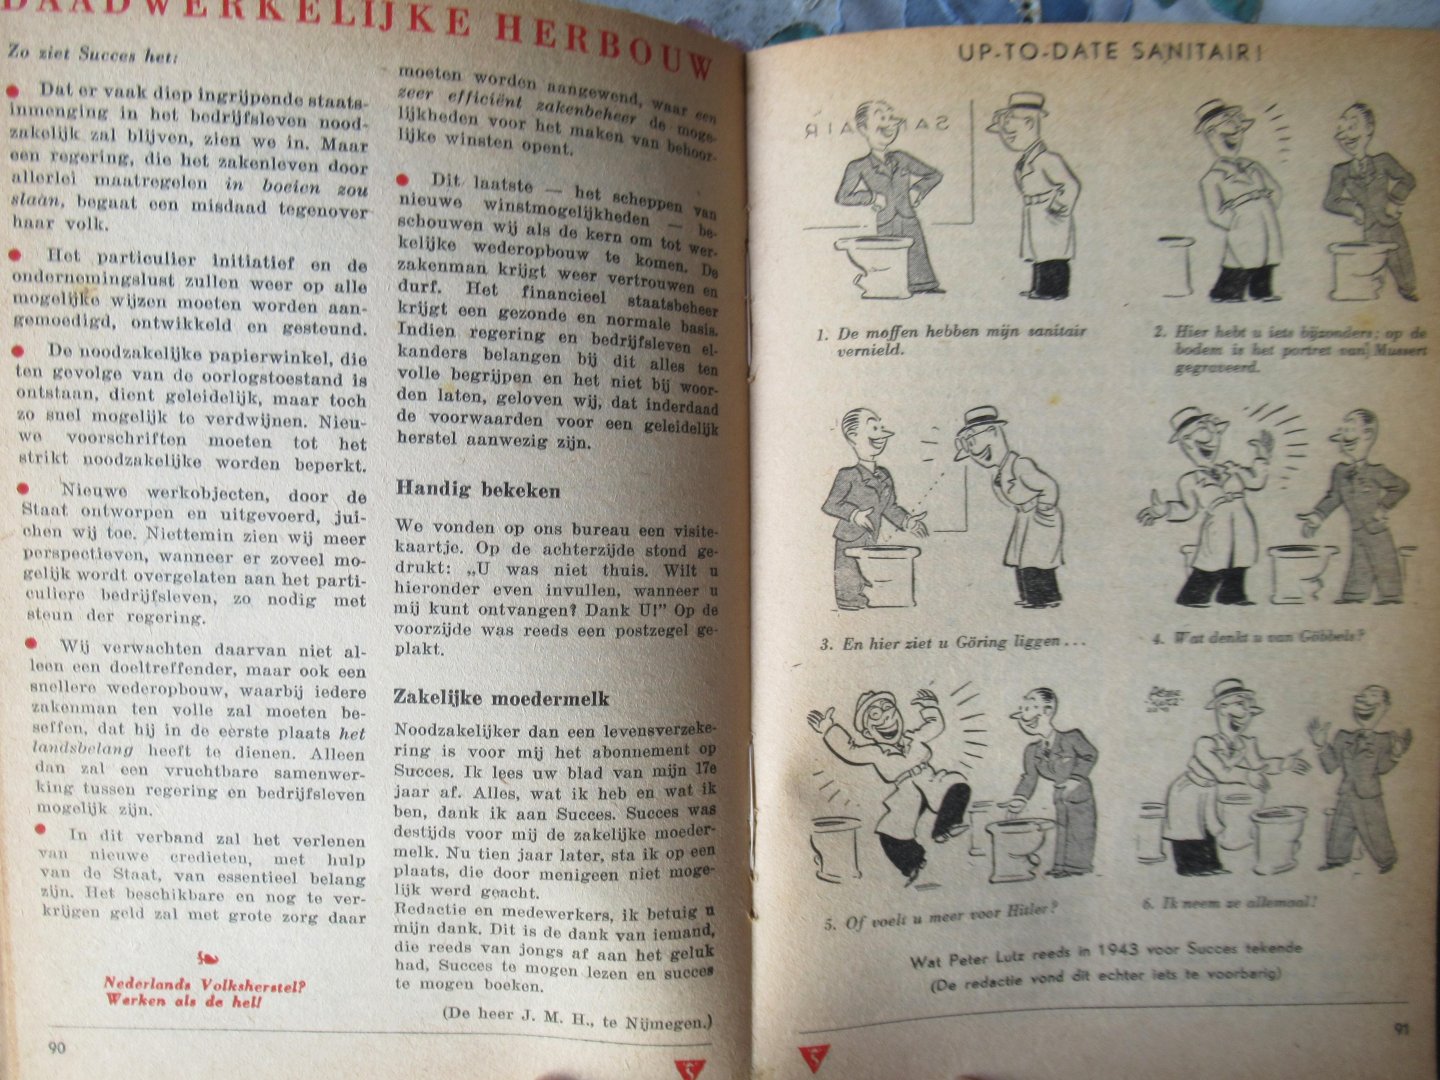 DAADWERKELIJKE HERBOUW
Zo ziet Succes het:
Dat er vaak diep ingrijpende staats-
inmenging in het bedrijfsleven nood-
zakelijk zal blijven, zien we in. Maar
een regering, die het zakenleven door
allerlei maatregelen in boeien zou
slaan, begaat een misdaad tegenover
haar volk.
Het particulier initiatief en de
ondernemingslust zullen weer op alle
mogelijke wijzen moeten worden aan-
gemoedigd, ontwikkeld en gesteund.
De noodzakelijke papierwinkel, die
ten gevolge van de oorlogstoestand is
ontstaan, dient geleidelijk, maar toch
zo snel mogelijk te verdwijnen. Nieu-
we voorschriften moeten tot het
strikt noodzakelijke worden beperkt.
Nieuwe werkobjecten, door de
Staat ontworpen en uitgevoerd, jui-
chen wij toe. Niettemin zien wij meer
perspectieven, wanneer er zoveel mo-
gelijk wordt overgelaten aan het parti-
culiere bedrijfsleven, zo nodig met
steun der regering.
Wij verwachten daarvan niet al-
leen een doeltreffender, maar ook een
snellere wederopbouw, waarbij iedere
zakenman ten volle zal moeten be-
seffen, dat hij in de eerste plaats het
landsbelang heeft te dienen. Alleen
dan zal een vruchtbare samenwer-
king tussen regering en bedrijfsleven
mogelijk zijn.
In dit verband zal het verlenen
van nieuwe credieten, met hulp
van de Staat, van essentieel belang
zijn. Het beschikbare en nog te ver-
krijgen geld zal met grote zorg daar
Nederlands Volksherstel?
Werken als de hel!
90
moeten worden aangewend, waar een
zeer efficiënt zakenbeheer de moge-
lijkheden voor het maken van behoor-
lijke winsten opent.
Dit laatste — het scheppen van
nieuwe winstmogelijkheden — be-
schouwen wij als de kern om tot wer-
kelijke wederopbouw te komen. De
zakenman krijgt weer vertrouwen en
durf. Het financieel staatsbeheer
krijgt een gezonde en normale basis.
Indien regering en bedrijfsleven el-
kanders belangen bij dit alles ten
volle begrijpen en het niet bij woor-
den laten, geloven wij, dat inderdaad
de voorwaarden voor een geleidelijk
herstel aanwezig zijn.
Handig bekeken
We vonden op ons bureau een visite-
kaartje. Op de achterzijde stond ge-
drukt: „U was niet thuis. Wilt u
hieronder even invullen, wanneer u
mij kunt ontvangen? Dank U!" Op de
voorzijde was reeds een postzegel ge-
plakt.
Zakelijke moedermelk
Noodzakelijker dan een levensverzeke-
ring is voor mij het abonnement op
Succes. Ik lees uw blad van mijn 17e
jaar af. Alles, wat ik heb en wat ik
ben, dank ik aan Succes. Succes was
destijds voor mij de zakelijke moeder-
melk. Nu tien jaar later, sta ik op een
plaats, die door menigeen niet moge-
lijk werd geacht.
Redactie en medewerkers, ik betuig u
mijn dank. Dit is de dank van iemand,
die reeds van jongs af aan het geluk
had, Succes te mogen lezen en succes
te mogen boeken.
(De heer J. M. H., te Nijmegen.)
UP-TO-DATE SANITAIR!
1. De moffen hebben mijn sanitair
vernield.
2. Hier hebt u iets bijzonders; op de
bodem is het portret van Mussert
gegraveerd.
3. En hier ziet u Göring liggen...
4. Wat denkt u van Göbbels?
5. Of voelt u meer voor Hitler?
6. Ik neem ze allemaal!
Wat Peter Lutz reeds in 1943 voor Succes tekende
(De redactie vond dit echter iets te voorbarig)
91